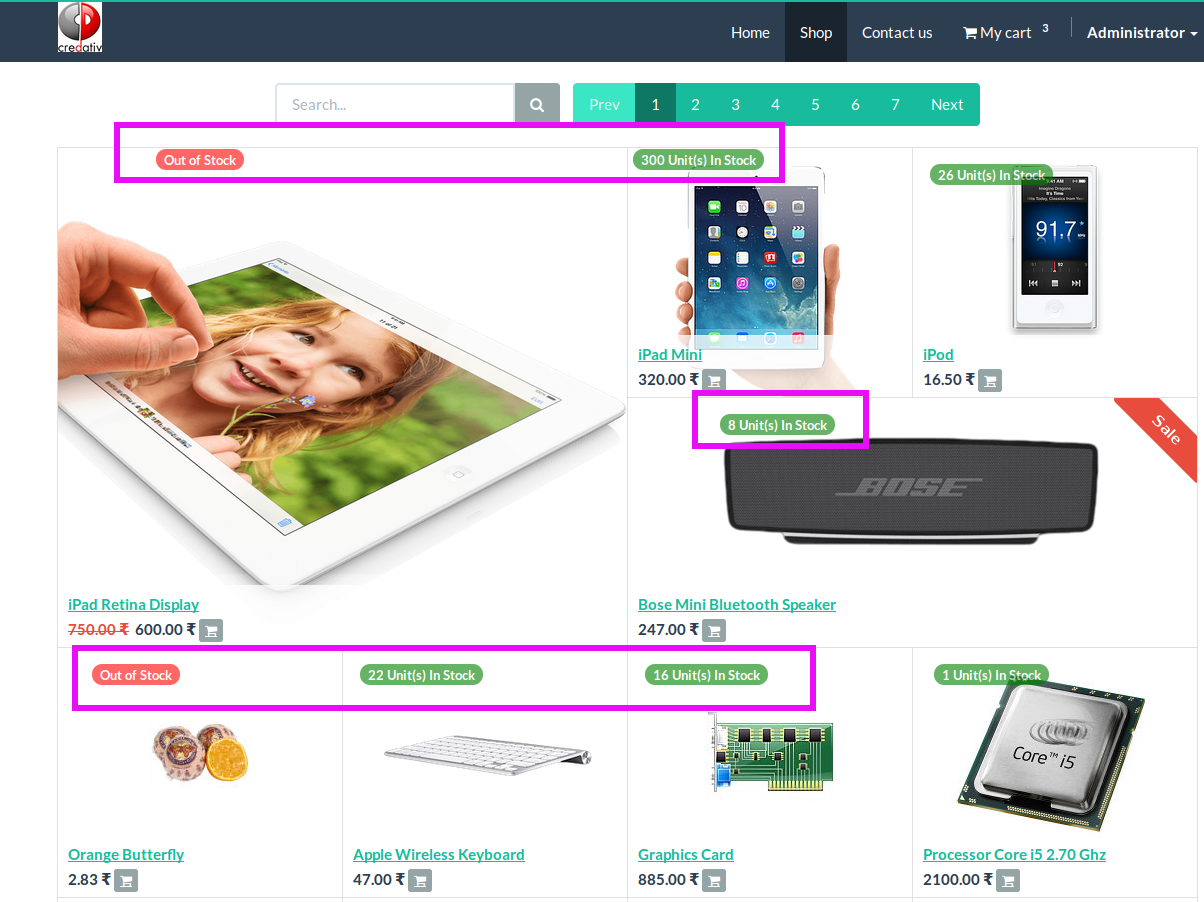 credativ
Home
Shop
Contact us
My cart 3
Administrator
Search...
Prev 1 2 3 4 5 6 7 Next
Out of Stock
300 Unit(s) In Stock
26 Unit(s) In Stock
91.7
iPad Mini
320.00 ₹
iPod
16.50 ₹
8 Unit(s) In Stock
Sale
BOSE
iPad Retina Display
750.00 ₹ 600.00 ₹
Bose Mini Bluetooth Speaker
247.00 ₹
Out of Stock
22 Unit(s) In Stock
16 Unit(s) In Stock
1 Unit(s) In Stock
Core™ i5
Orange Butterfly
2.83 ₹
Apple Wireless Keyboard
47.00 ₹
Graphics Card
885.00 ₹
Processor Core i5 2.70 Ghz
2100.00 ₹